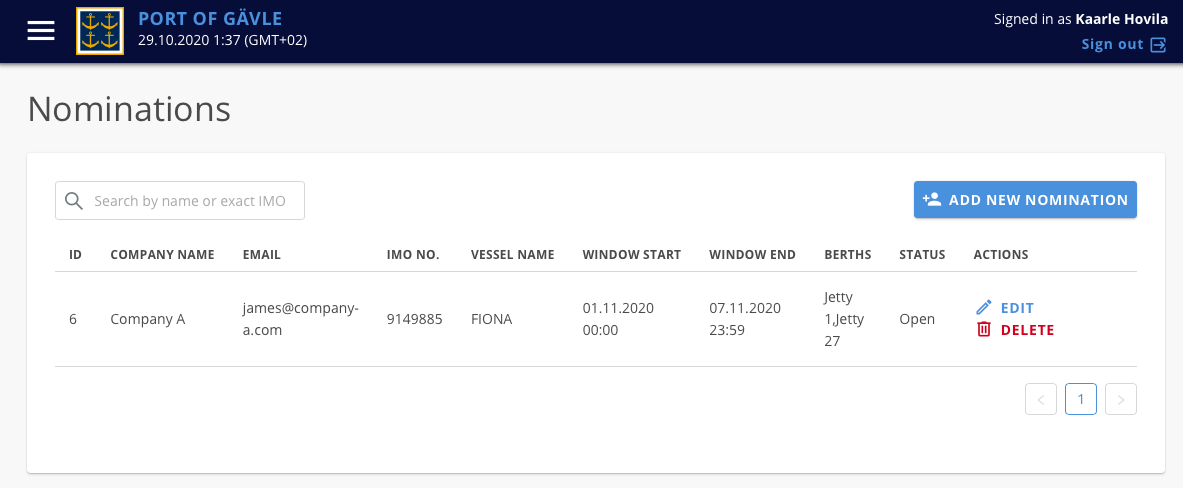 PORT OF GÄVLE
29.10.2020 1:37 (GMT+02)
Signed in as Kaarle Hovila
Sign out
Nominations
Search by name or exact IMO
ADD NEW NOMINATION
ID COMPANY NAME EMAIL IMO NO. VESSEL NAME WINDOW START WINDOW END BERTHS STATUS ACTIONS
6
Company A
james@company-
a.com
9149885
FIONA
01.11.2020
00:00
07.11.2020
23:59
Jetty
1,Jetty
27
Open
EDIT
DELETE
< 1 >